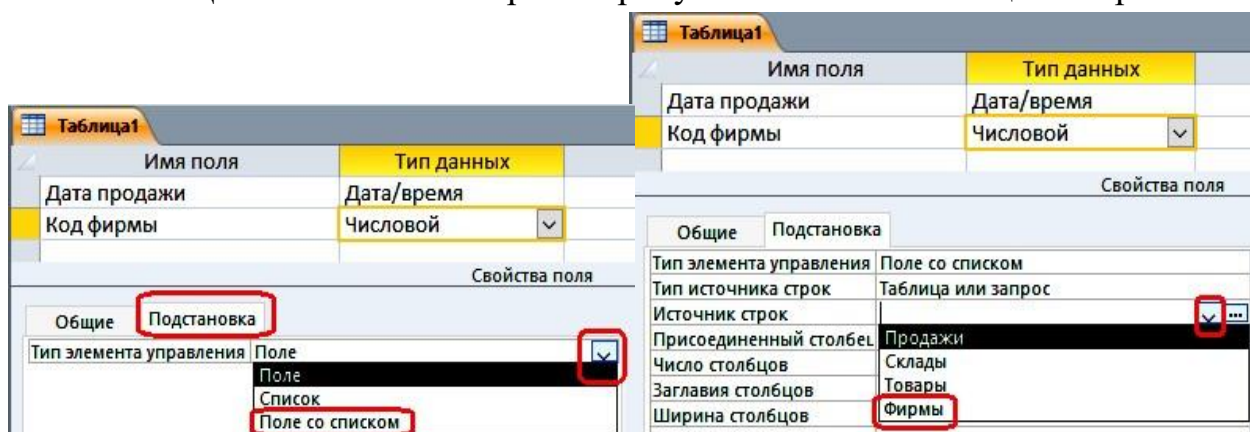 Таблица1
Имя поля Тип данных
Дата продажи Дата/время
Код фирмы Числовой
Свойства поля
Общие Подстановка
Тип элемента управления Поле
Поле
Список
Поле со списком
Таблица1
Имя поля Тип данных
Дата продажи Дата/время
Код фирмы Числовой
Свойства поля
Общие Подстановка
Тип элемента управления Поле со списком
Тип источника строк Таблица или запрос
Источник строк
Присоединенный столбец Продажи
Число столбцов Склады
Заглавия столбцов Товары
Ширина столбцов Фирмы